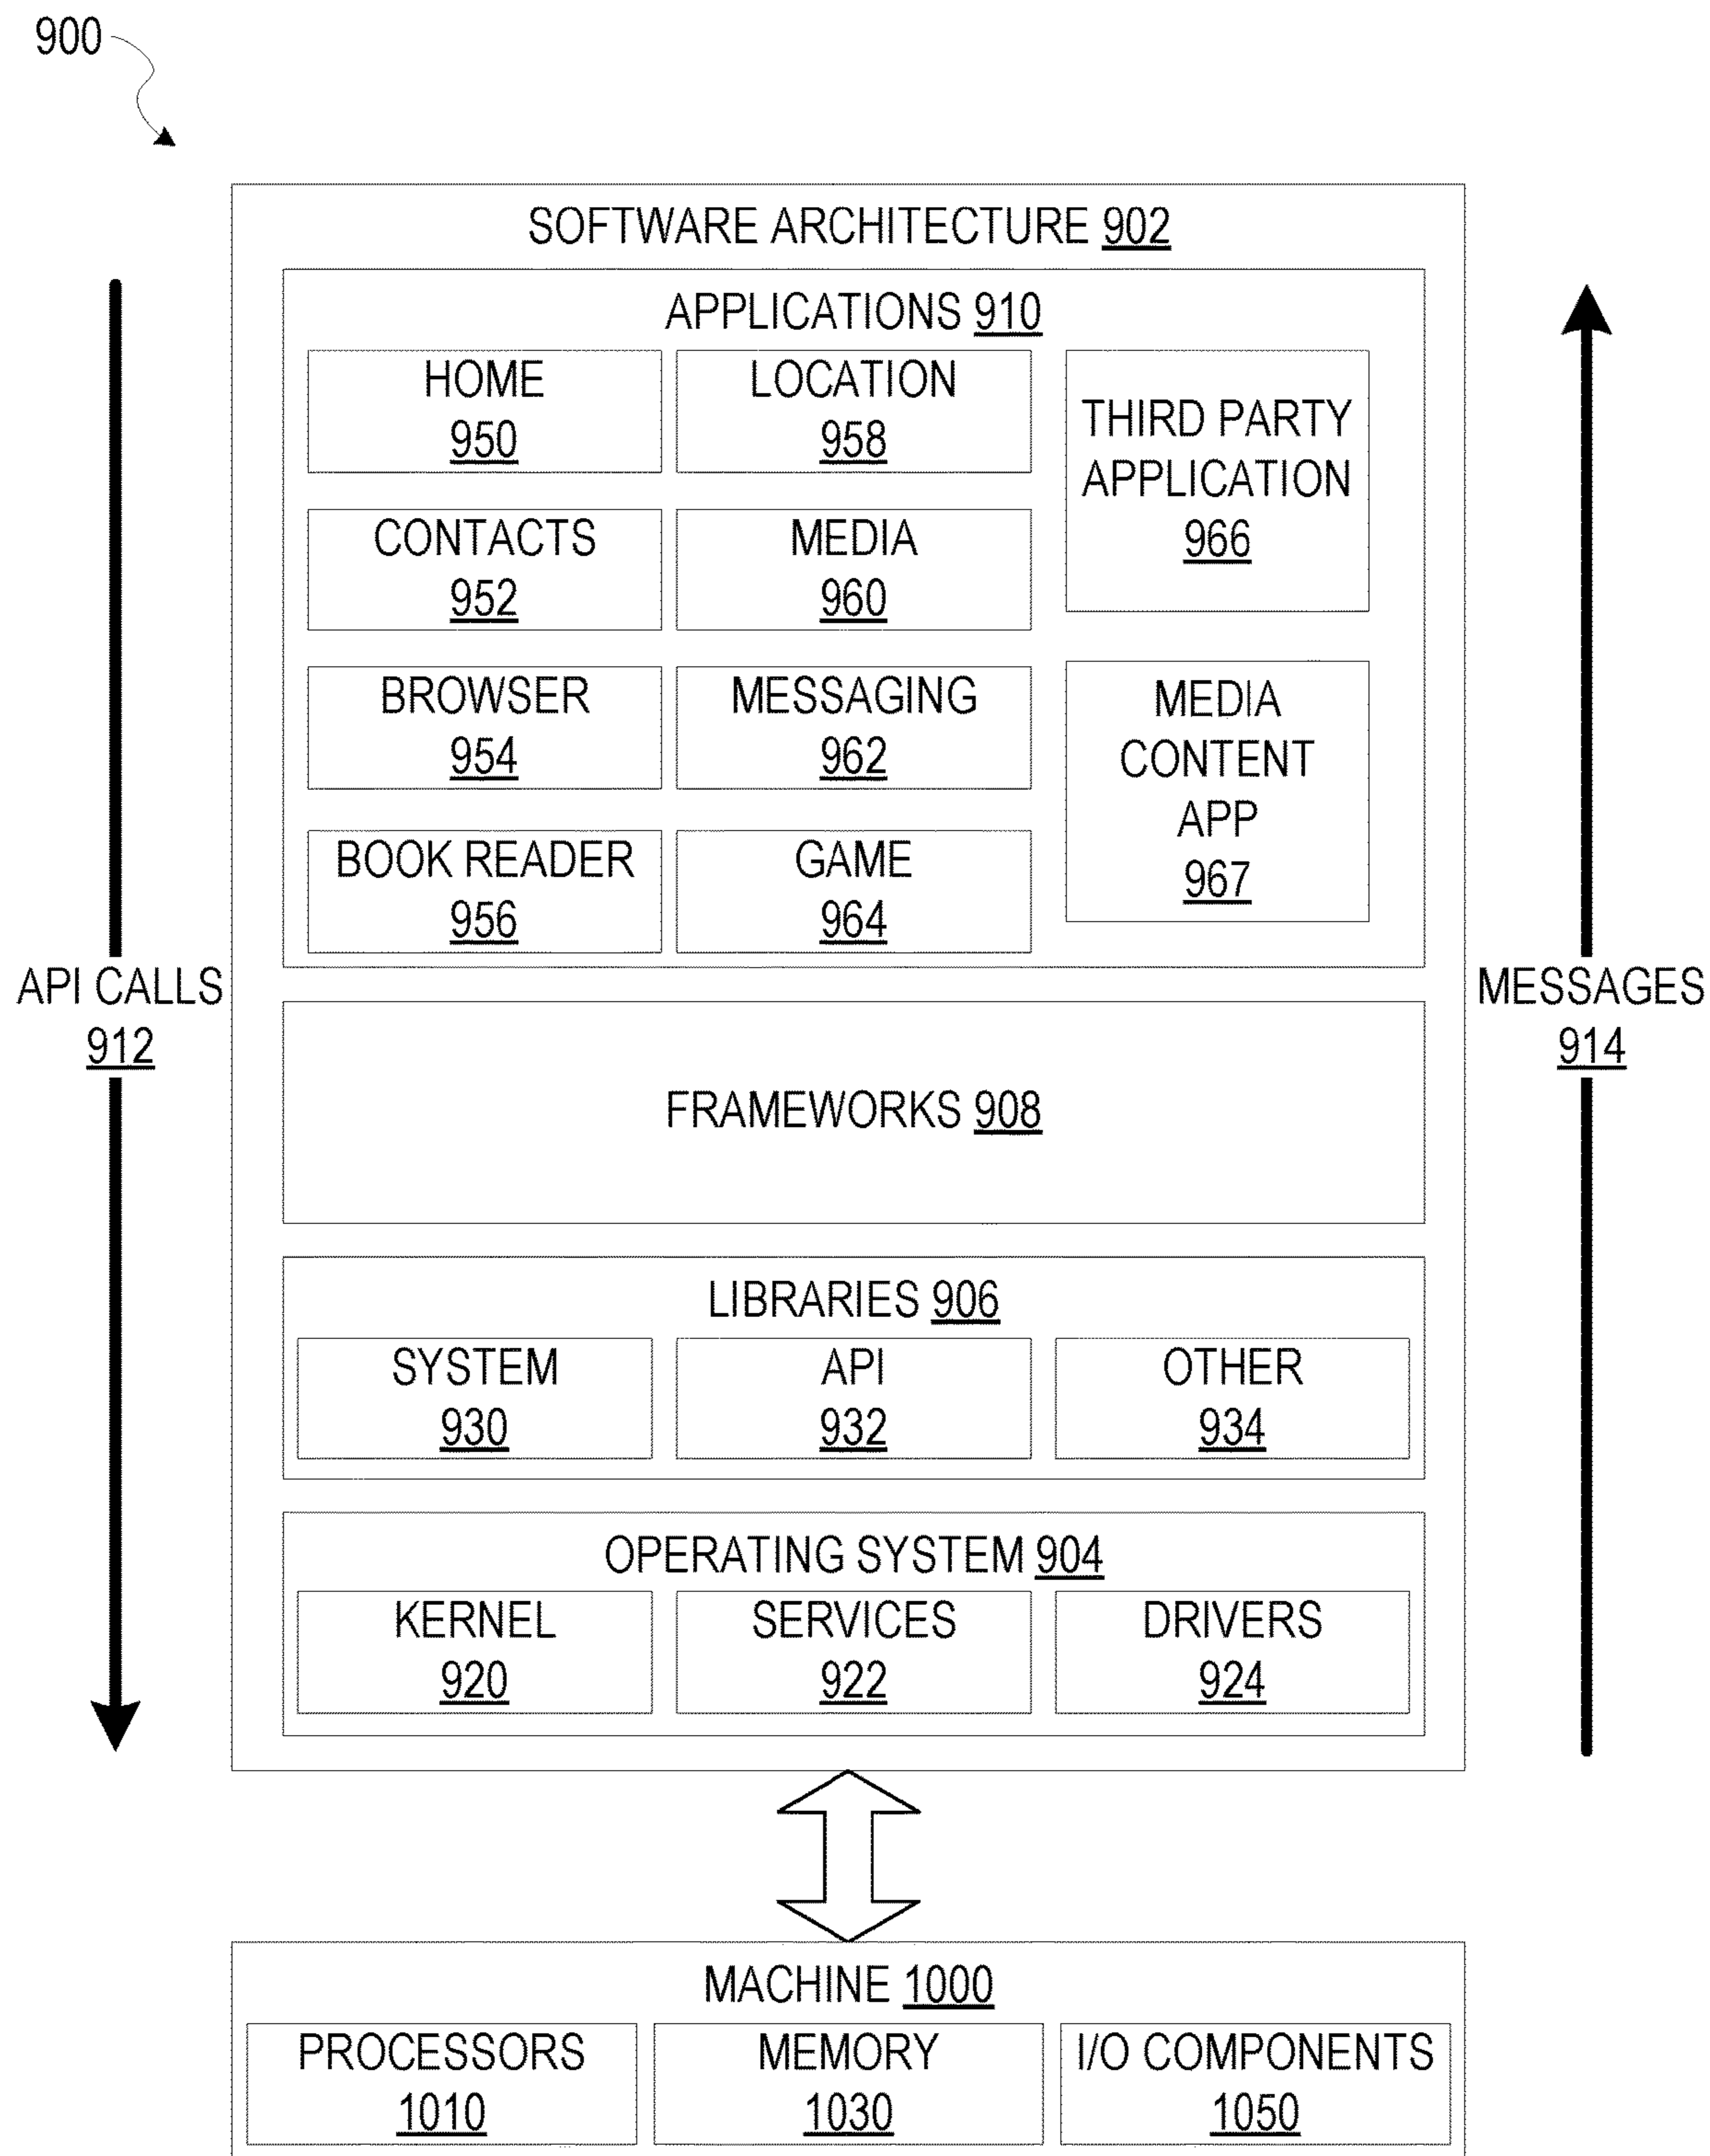 900
SOFTWARE ARCHITECTURE 902
APPLICATIONS 910
HOME
950
LOCATION
958
THIRD PARTY
APPLICATION
966
CONTACTS
952
MEDIA
960
BROWSER
954
MESSAGING
962
MEDIA
CONTENT
APP
967
BOOK READER
956
GAME
964
API CALLS
912
MESSAGES
914
FRAMEWORKS 908
LIBRARIES 906
SYSTEM
930
API
932
OTHER
934
OPERATING SYSTEM 904
KERNEL
920
SERVICES
922
DRIVERS
924
MACHINE 1000
PROCESSORS
1010
MEMORY
1030
I/O COMPONENTS
1050